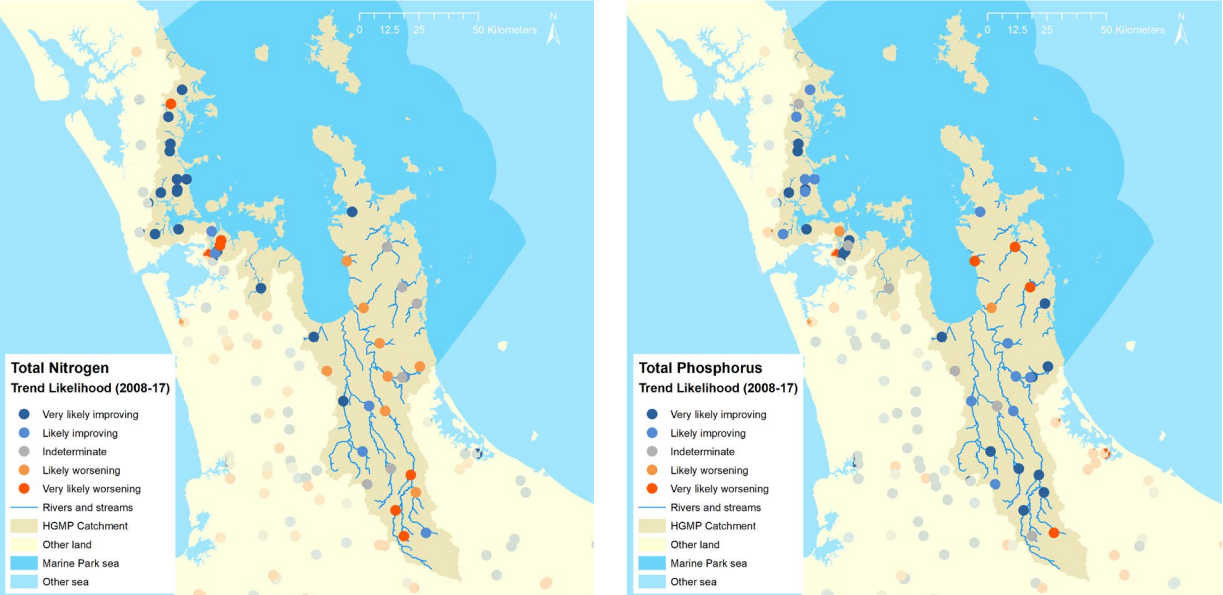 N
0 12.5 25 50 Kilometers
Total Nitrogen
Trend Likelihood (2008-17)
Very likely improving
Likely improving
Indeterminate
Likely worsening
Very likely worsening
Rivers and streams
HGMP Catchment
Other land
Marine Park sea
Other sea
N
0 12.5 25 50 Kilometers
Total Phosphorus
Trend Likelihood (2008-17)
Very likely improving
Likely improving
Indeterminate
Likely worsening
Very likely worsening
Rivers and streams
HGMP Catchment
Other land
Marine Park sea
Other sea